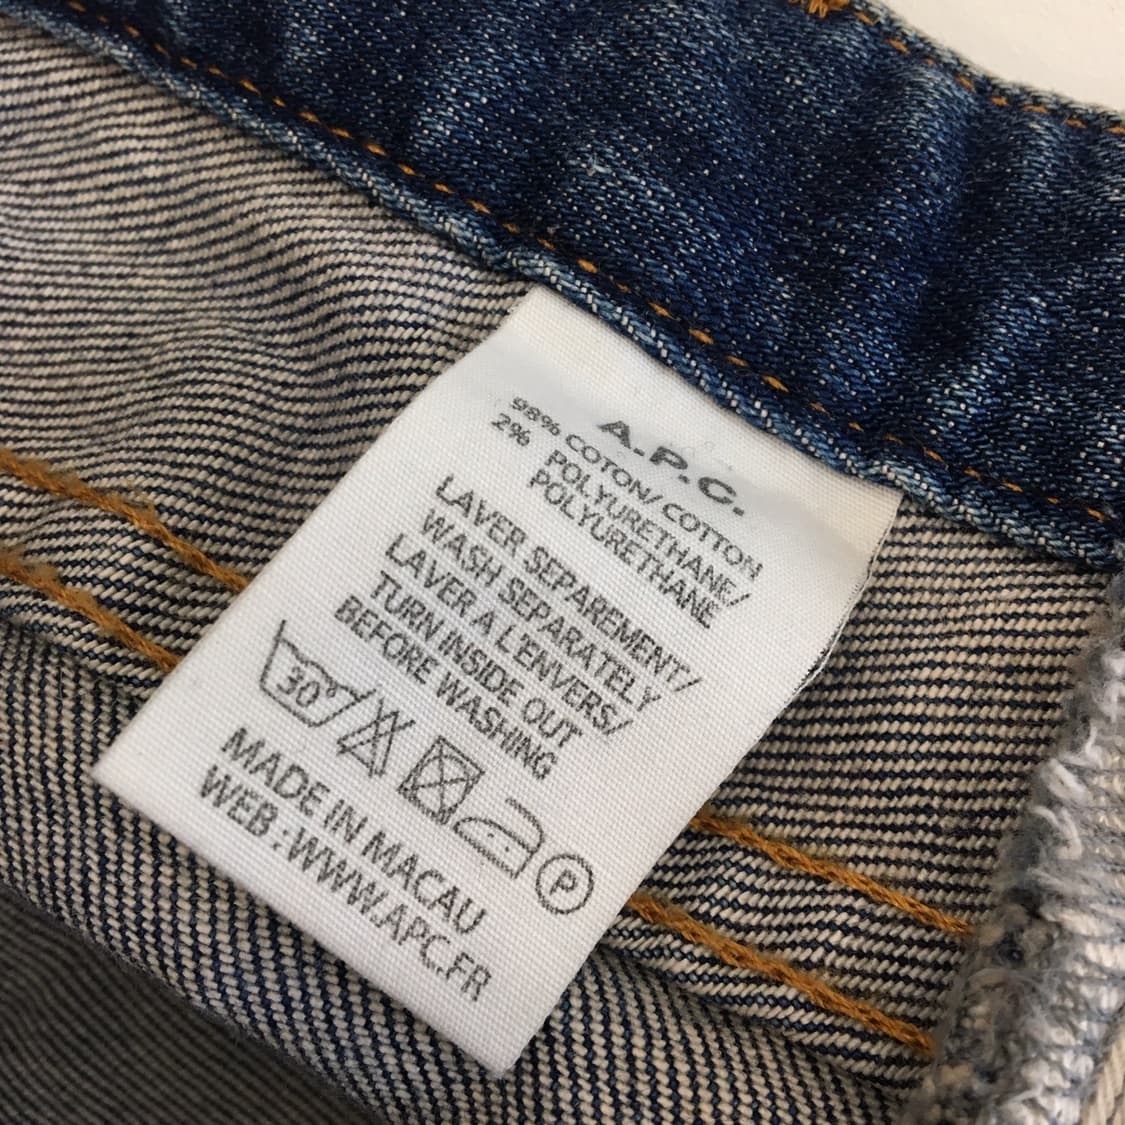 A.P.C.
98% COTON/ COTTON
2% POLYURETHANE/
POLYURETHANE
LAVER SEPAREMENT/
WASH SEPARATELY
LAVER A L'ENVERS/
TURN INSIDE OUT
BEFORE WASHING
30° P
MADE IN MACAU
WEB : WWW.APC.FR